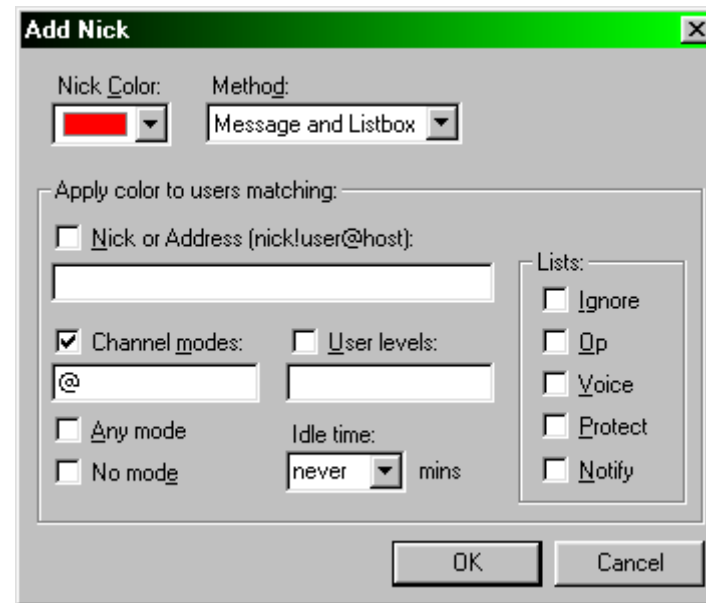 Add Nick
Nick Color: Method:
Message and Listbox
Apply color to users matching:
Nick or Address (nick!user@host):
Lists:
Ignore
Channel modes: User levels: Op
@ Voice
Any mode Idle time: Protect
No mode never mins Notify
OK Cancel